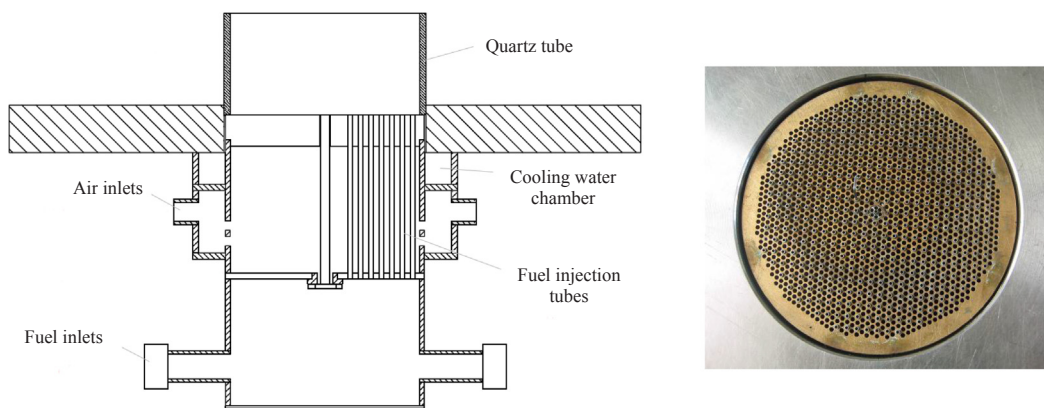 Quartz tube
Air inlets
Cooling water
chamber
Fuel injection
tubes
Fuel inlets